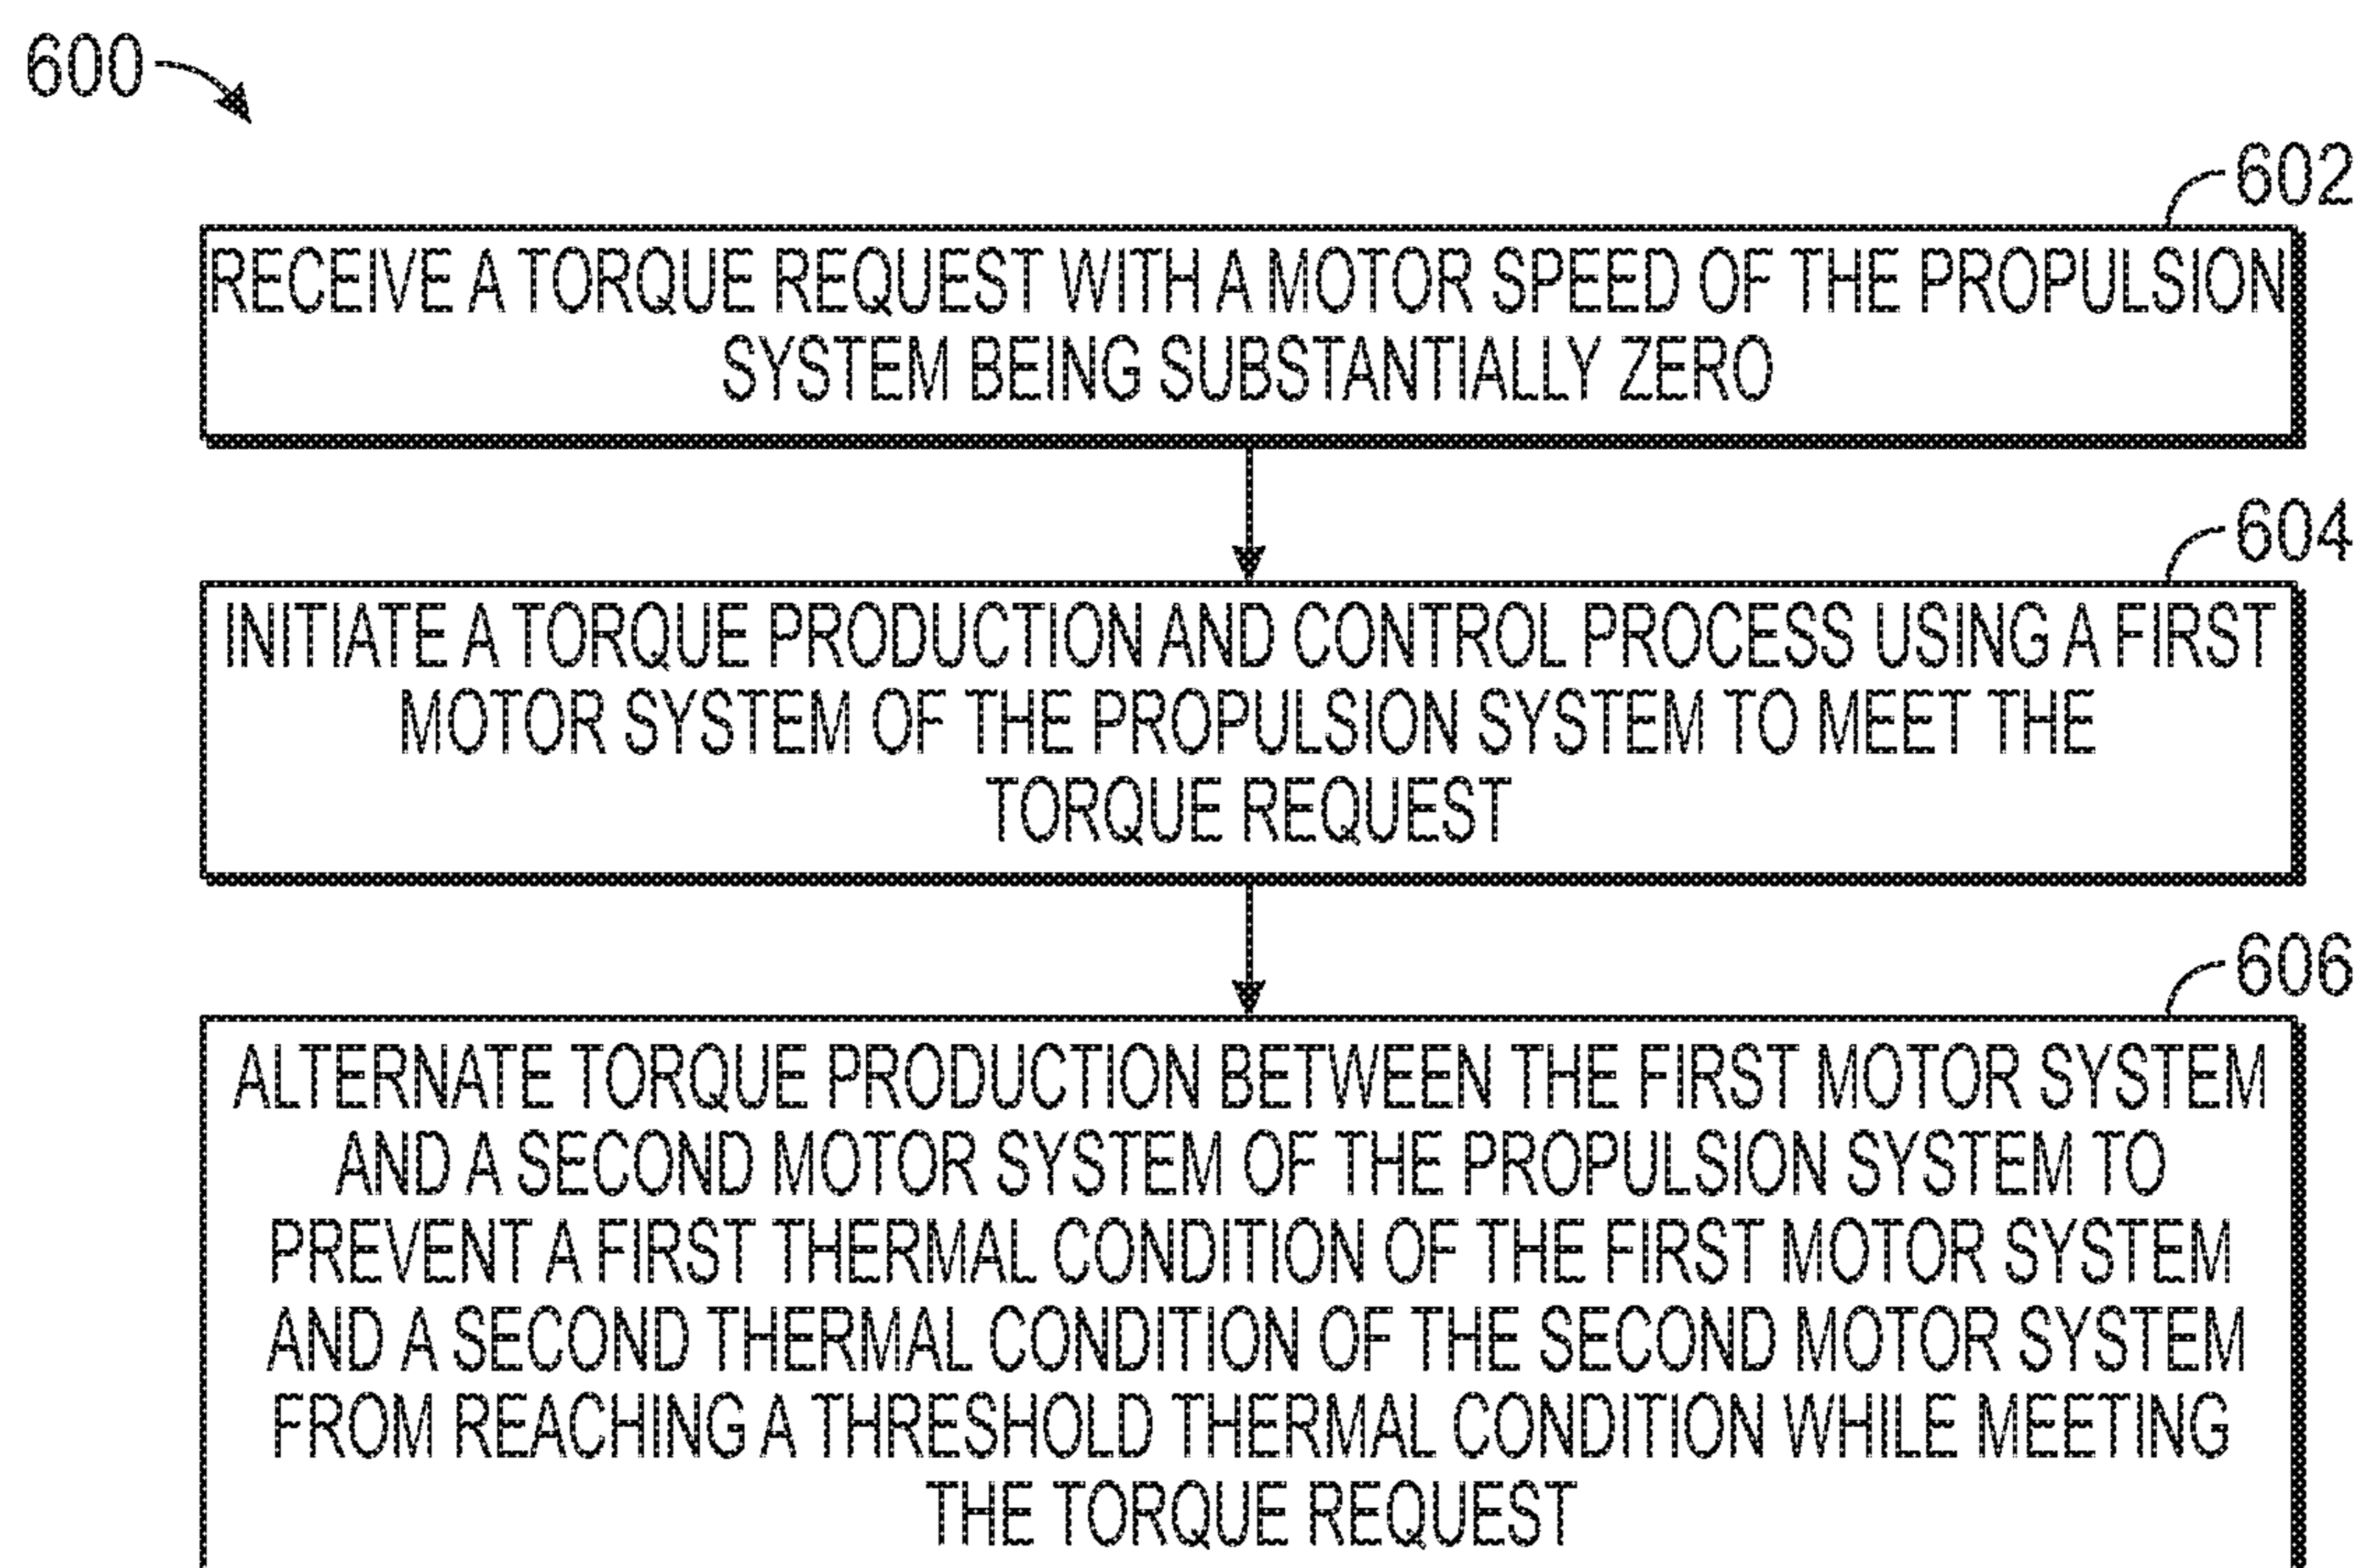 600
602
RECEIVE A TORQUE REQUEST WITH A MOTOR SPEED OF THE PROPULSION
SYSTEM BEING SUBSTANTIALLY ZERO
604
INITIATE A TORQUE PRODUCTION AND CONTROL PROCESS USING A FIRST
MOTOR SYSTEM OF THE PROPULSION SYSTEM TO MEET THE
TORQUE REQUEST
606
ALTERNATE TORQUE PRODUCTION BETWEEN THE FIRST MOTOR SYSTEM
AND A SECOND MOTOR SYSTEM OF THE PROPULSION SYSTEM TO
PREVENT A FIRST THERMAL CONDITION OF THE FIRST MOTOR SYSTEM
AND A SECOND THERMAL CONDITION OF THE SECOND MOTOR SYSTEM
FROM REACHING A THRESHOLD THERMAL CONDITION WHILE MEETING
THE TORQUE REQUEST